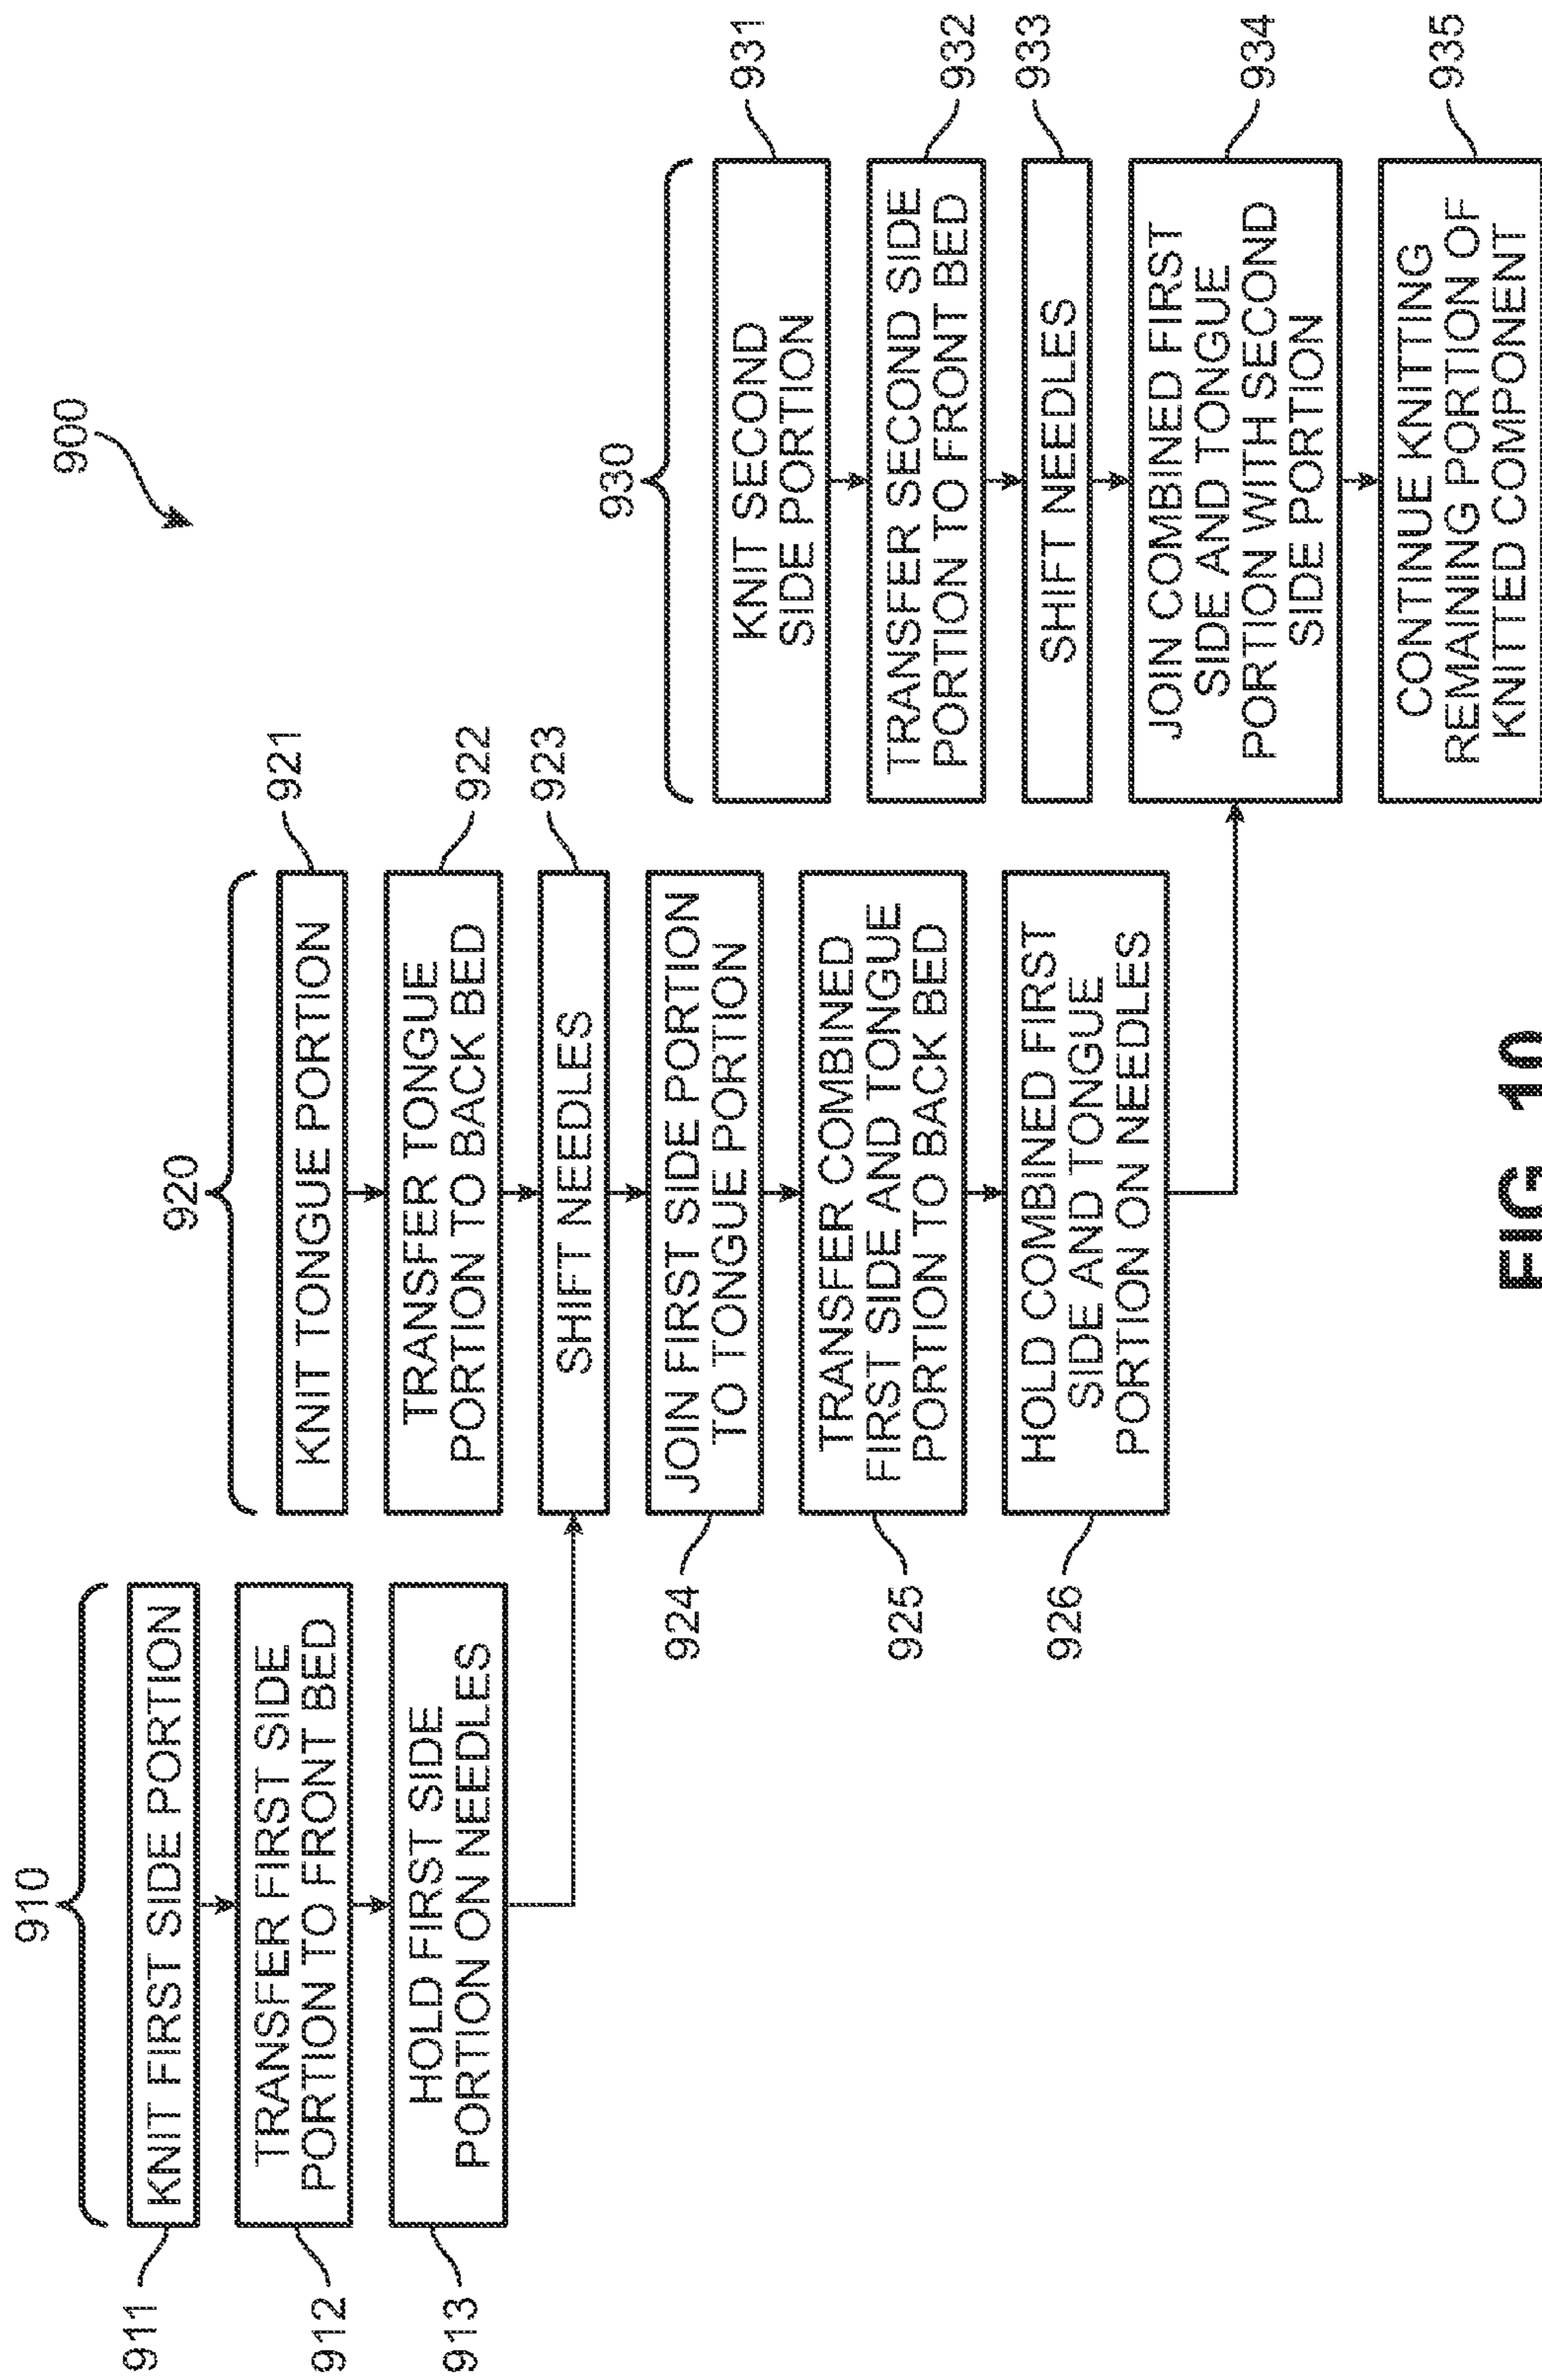 900
910
911
KNIT FIRST SIDE PORTION
912
TRANSFER FIRST SIDE
PORTION TO FRONT BED
913
HOLD FIRST SIDE
PORTION ON NEEDLES
920
921
KNIT TONGUE PORTION
922
TRANSFER TONGUE
PORTION TO BACK BED
923
SHIFT NEEDLES
924
JOIN FIRST SIDE PORTION
TO TONGUE PORTION
925
TRANSFER COMBINED
FIRST SIDE AND TONGUE
PORTION TO BACK BED
926
HOLD COMBINED FIRST
SIDE AND TONGUE
PORTION ON NEEDLES
930
931
KNIT SECOND
SIDE PORTION
932
TRANSFER SECOND SIDE
PORTION TO FRONT BED
933
SHIFT NEEDLES
934
JOIN COMBINED FIRST
SIDE AND TONGUE
PORTION WITH SECOND
SIDE PORTION
935
CONTINUE KNITTING
REMAINING PORTION OF
KNITTED COMPONENT
FIG 10